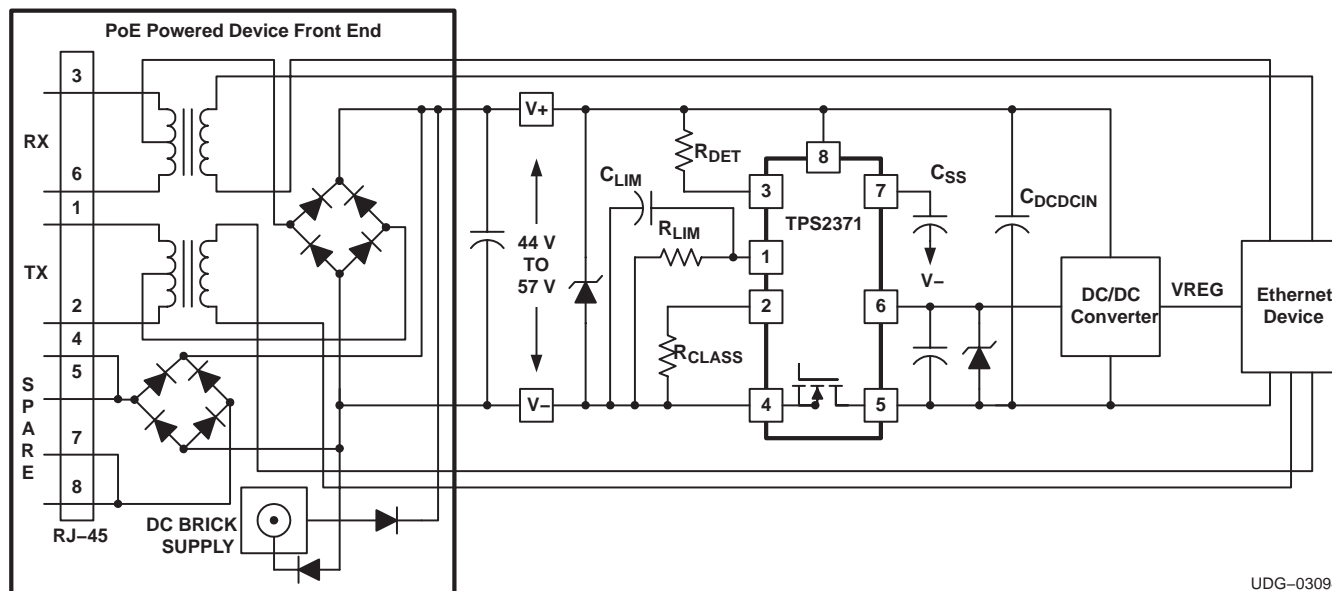 PoE Powered Device Front End
3
RX
6
1
TX
2
4
5
7
8
SPARE
RJ–45
DC BRICK
SUPPLY
V+
44 V
TO
57 V
V–
CLIM
RLIM
RDET
RCLASS
8
3
7
TPS2371
1
2
6
4
5
CSS
V–
CDCDCIN
DC/DC
Converter
VREG
Ethernet
Device
UDG–0309